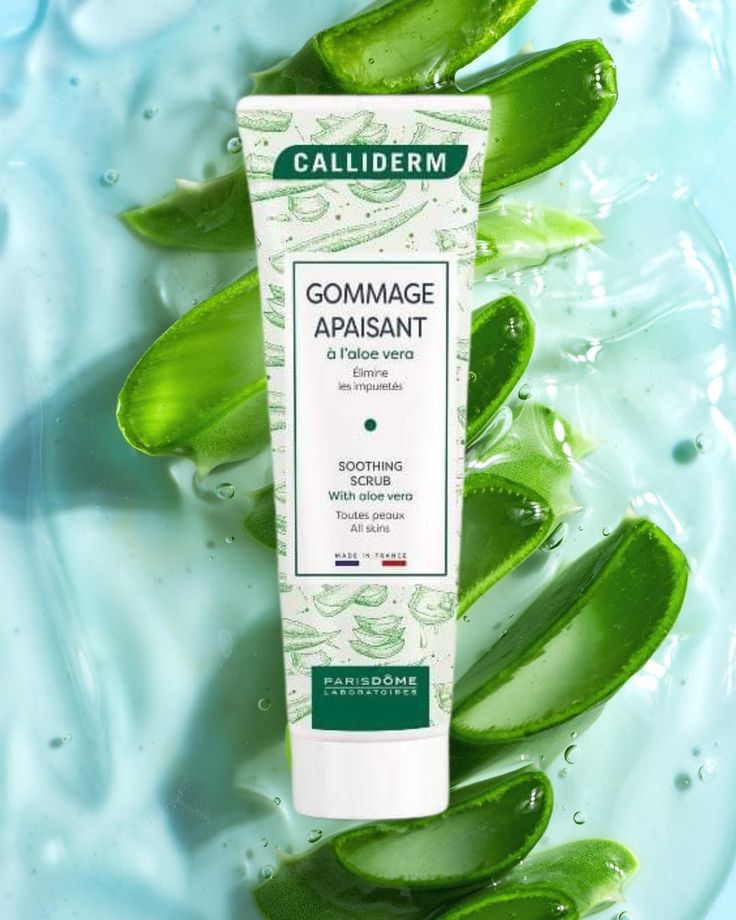 CALLIDERM
GOMMAGE
APAISANT
à l'aloe vera
Élimine
les impuretés
SOOTHING
SCRUB
With aloe vera
Toutes peaux
All skins
MADE IN FRANCE
PARISDÔME
LABORATOIRES